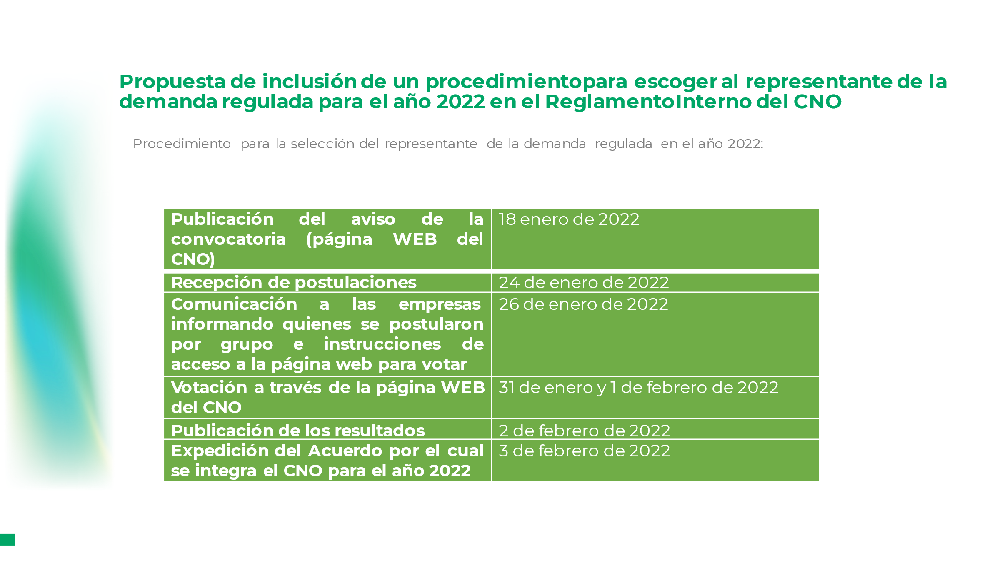 Propuesta de inclusión de un procedimientopara escoger al representante de la
demanda regulada para el año 2022 en el ReglamentoInterno del CNO
Procedimiento para la selección del representante de la demanda regulada en el año 2022:
Publicación del aviso de la
convocatoria (página WEB del
CNO)
18 enero de 2022
Recepción de postulaciones
24 de enero de 2022
Comunicación a las empresas
informando quienes se postularon
por grupo e instrucciones de
acceso a la página web para votar
26 de enero de 2022
Votación a través de la página WEB
del CNO
31 de enero y 1 de febrero de 2022
Publicación de los resultados
2 de febrero de 2022
Expedición del Acuerdo por el cual
se integra el CNO para el año 2022
3 de febrero de 2022